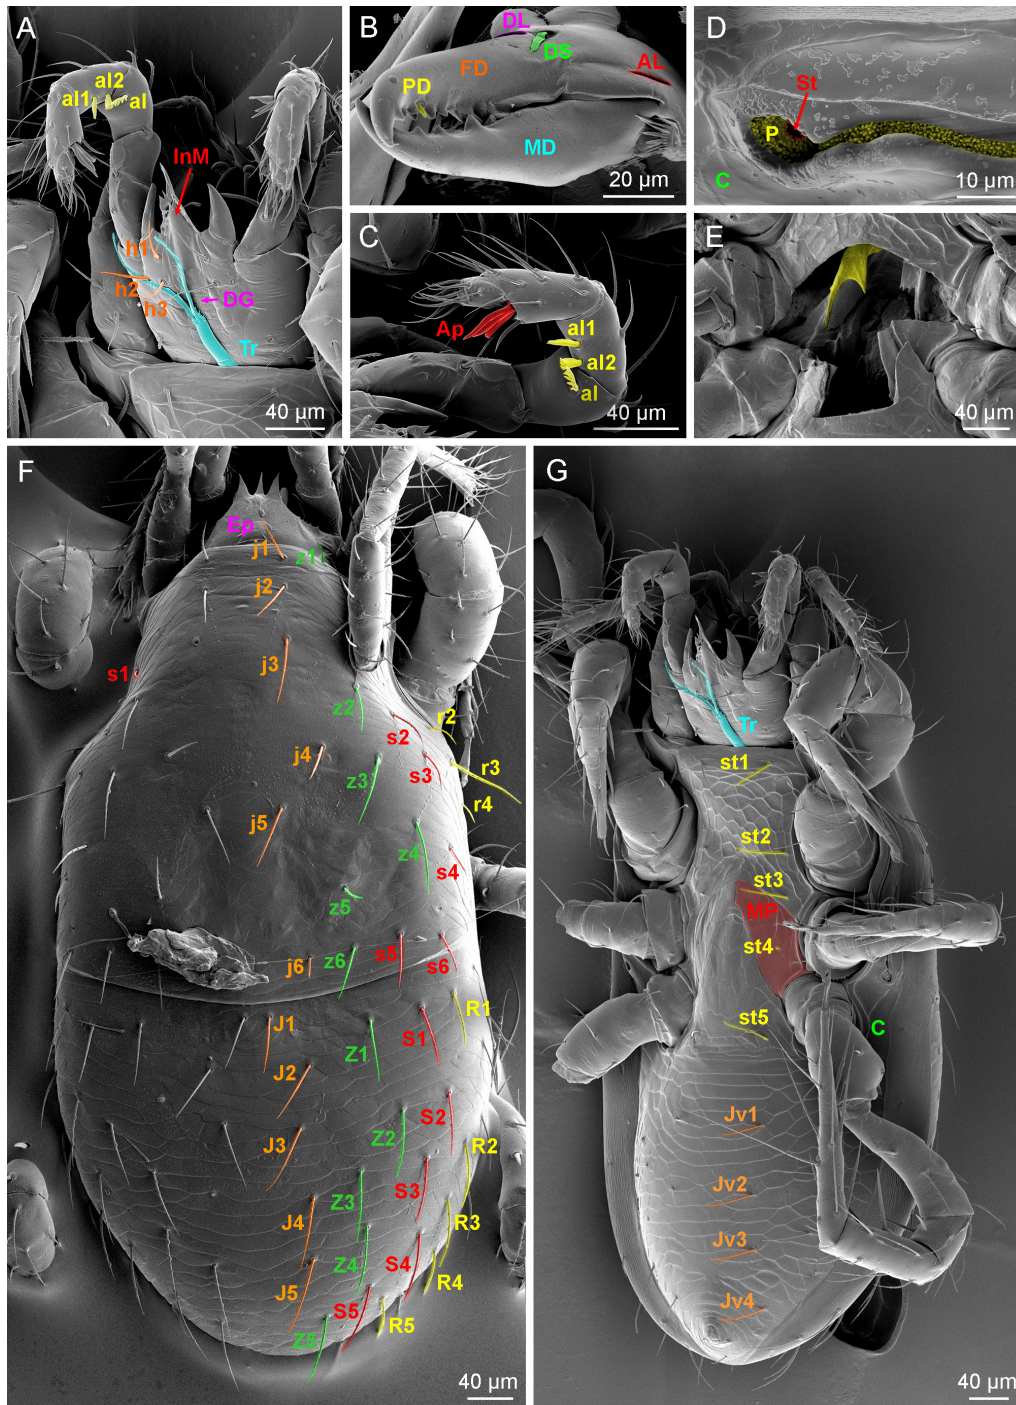 A
al2
al1
al
InM
h1
h2
h3
DG
Tr
40 µm
B
DL
DS
AL
FD
PD
MD
20 µm
C
Ap
al1
al2
al
40 µm
D
St
P
C
10 µm
E
40 µm
F
Ep
j1
z1
j2
j3
s1
z2
r2
s2
j4
z3
s3
r3
r4
j5
z4
s4
z5
j6
z6
s5
s6
J1
Z1
S1
R1
J2
J3
Z2
S2
R2
Z3
S3
J4
R3
Z4
S4
R4
J5
S5
R5
Z5
40 µm
G
Tr
st1
st2
st3
MP
st4
st5
C
Jv1
Jv2
Jv3
Jv4
40 µm